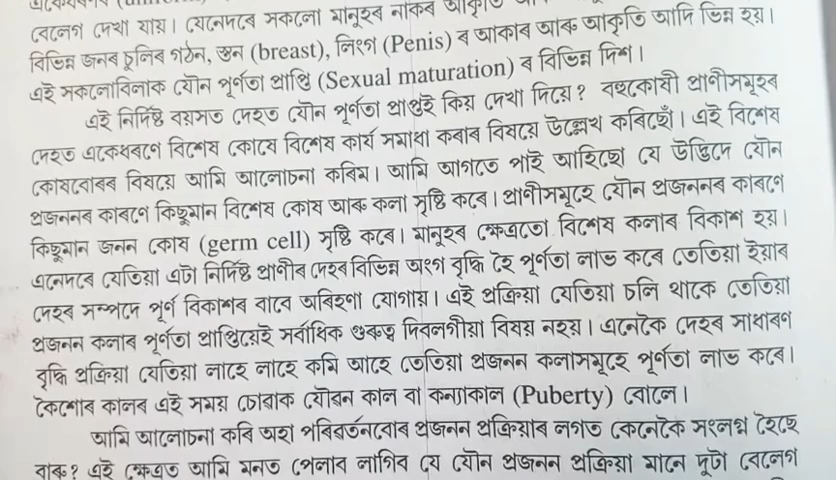 বেলেগ দেখা যায়। যেনেদৰে সকলো মানুহৰ নাকৰ আকৃতি
বিভিন্ন জনৰ চুলিৰ গঠন, স্তন (breast), লিংগ (Penis) ৰ আকাৰ আৰু আকৃতি আদি ভিন্ন হয়।
এই সকলোবিলাক যৌন পূৰ্ণতা প্ৰাপ্তি (Sexual maturation) ৰ বিভিন্ন দিশ।
এই নিৰ্দিষ্ট বয়সত দেহত যৌন পূৰ্ণতা প্ৰাপ্তই কিয় দেখা দিয়ে? বহুকোষী প্ৰাণীসমূহৰ
দেহত একেধৰণে বিশেষ কোষে বিশেষ কাৰ্য সমাধা কৰাৰ বিষয়ে উল্লেখ কৰিছোঁ। এই বিশেষ
কোষবোৰৰ বিষয়ে আমি আলোচনা কৰিম। আমি আগতে পাই আহিছো যে উদ্ভিদে যৌন
প্ৰজননৰ কাৰণে কিছুমান বিশেষ কোষ আৰু কলা সৃষ্টি কৰে। প্ৰাণীসমূহে যৌন প্ৰজননৰ কাৰণে
কিছুমান জনন কোষ (germ cell) সৃষ্টি কৰে। মানুহৰ ক্ষেত্ৰতো বিশেষ কলাৰ বিকাশ হয়।
এনেদৰে যেতিয়া এটা নিৰ্দিষ্ট প্ৰাণীৰ দেহৰ বিভিন্ন অংগ বৃদ্ধি হৈ পূৰ্ণতা লাভ কৰে তেতিয়া ইয়াৰ
দেহৰ সম্পদে পূৰ্ণ বিকাশৰ বাবে অৰিহণা যোগায়। এই প্ৰক্ৰিয়া যেতিয়া চলি থাকে তেতিয়া
প্ৰজনন কলাৰ পূৰ্ণতা প্ৰাপ্তিয়েই সৰ্বাধিক গুৰুত্ব দিবলগীয়া বিষয় নহয়। এনেকৈ দেহৰ সাধাৰণ
বৃদ্ধি প্ৰক্ৰিয়া যেতিয়া লাহে লাহে কমি আহে তেতিয়া প্ৰজনন কলাসমূহে পূৰ্ণতা লাভ কৰে।
কৈশোৰ কালৰ এই সময় চোৱাক যৌৱন কাল বা কন্যাকাল (Puberty) বোলে।
আমি আলোচনা কৰি অহা পৰিবৰ্তনবোৰ প্ৰজনন প্ৰক্ৰিয়াৰ লগত কেনেকৈ সংলগ্ন হৈছে
বাৰু? এই ক্ষেত্ৰত আমি মনত পেলাব লাগিব যে যৌন প্ৰজনন প্ৰক্ৰিয়া মানে দুটা বেলেগ